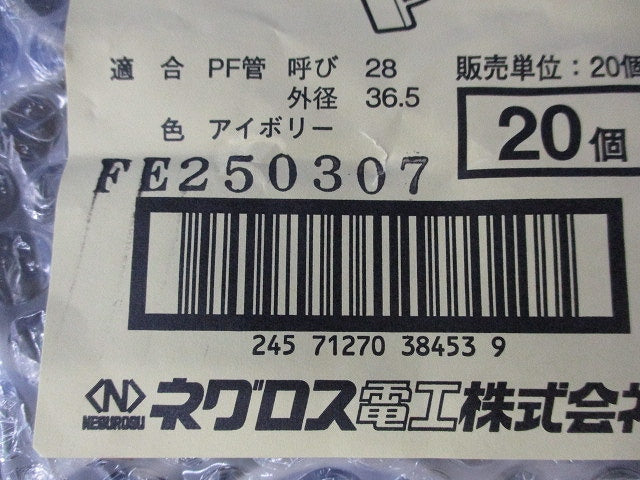 適合 PF管 呼び 28
外径 36.5
色 アイボリー
販売単位：20個
20個
FE250307
245 71270 38453 9
N
NEGUROSU
ネグロス電工株式会